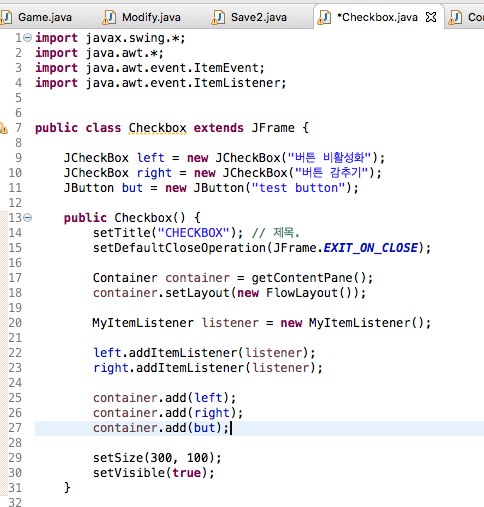 Game.java Modify.java Save2.java *Checkbox.java Con
1 import javax.swing.*;
2 import java.awt.*;
3 import java.awt.event.ItemEvent;
4 import java.awt.event.ItemListener;
5
6
7 public class Checkbox extends JFrame {
8
9 JCheckBox left = new JCheckBox("버튼 비활성화");
10 JCheckBox right = new JCheckBox("버튼 감추기");
11 JButton but = new JButton("test button");
12
13 public Checkbox() {
14 setTitle("CHECKBOX"); // 제목.
15 setDefaultCloseOperation(JFrame.EXIT_ON_CLOSE);
16
17 Container container = getContentPane();
18 container.setLayout(new FlowLayout());
19
20 MyItemListener listener = new MyItemListener();
21
22 left.addItemListener(listener);
23 right.addItemListener(listener);
24
25 container.add(left);
26 container.add(right);
27 container.add(but);
28
29 setSize(300, 100);
30 setVisible(true);
31 }
32